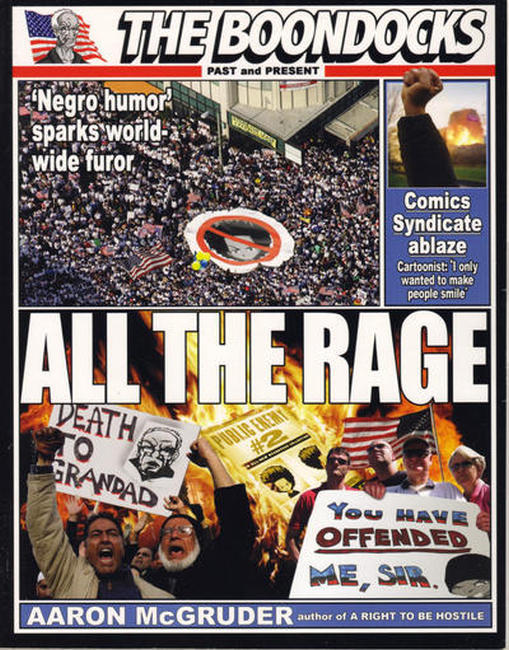 THE BOONDOCKS
PAST and PRESENT
'Negro humor'
sparks world-
wide furor
Comics
Syndicate
ablaze
Cartoonist: 'I only
wanted to make
people smile'
ALL THE RAGE
DEATH
TO
GRANDAD
PUBLIC ENEMY
#2
YOU HAVE
OFFENDED
ME, SIR.
AARON McGRUDER author of A RIGHT TO BE HOSTILE